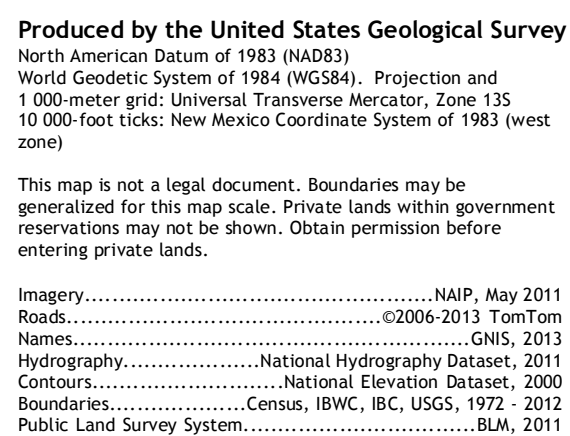 Produced by the United States Geological Survey
North American Datum of 1983 (NAD83)
World Geodetic System of 1984 (WGS84).  Projection and
1 000-meter grid: Universal Transverse Mercator, Zone 13S
10 000-foot ticks: New Mexico Coordinate System of 1983 (west
zone)
This map is not a legal document. Boundaries may be
generalized for this map scale. Private lands within government
reservations may not be shown. Obtain permission before
entering private lands.
Imagery....................................................NAIP, May 2011
Roads..............................................©2006-2013 TomTom
Names..........................................................GNIS, 2013
Hydrography....................National Hydrography Dataset, 2011
Contours............................National Elevation Dataset, 2000
Boundaries....................Census, IBWC, IBC, USGS, 1972 - 2012
Public Land Survey System..................................BLM, 2011